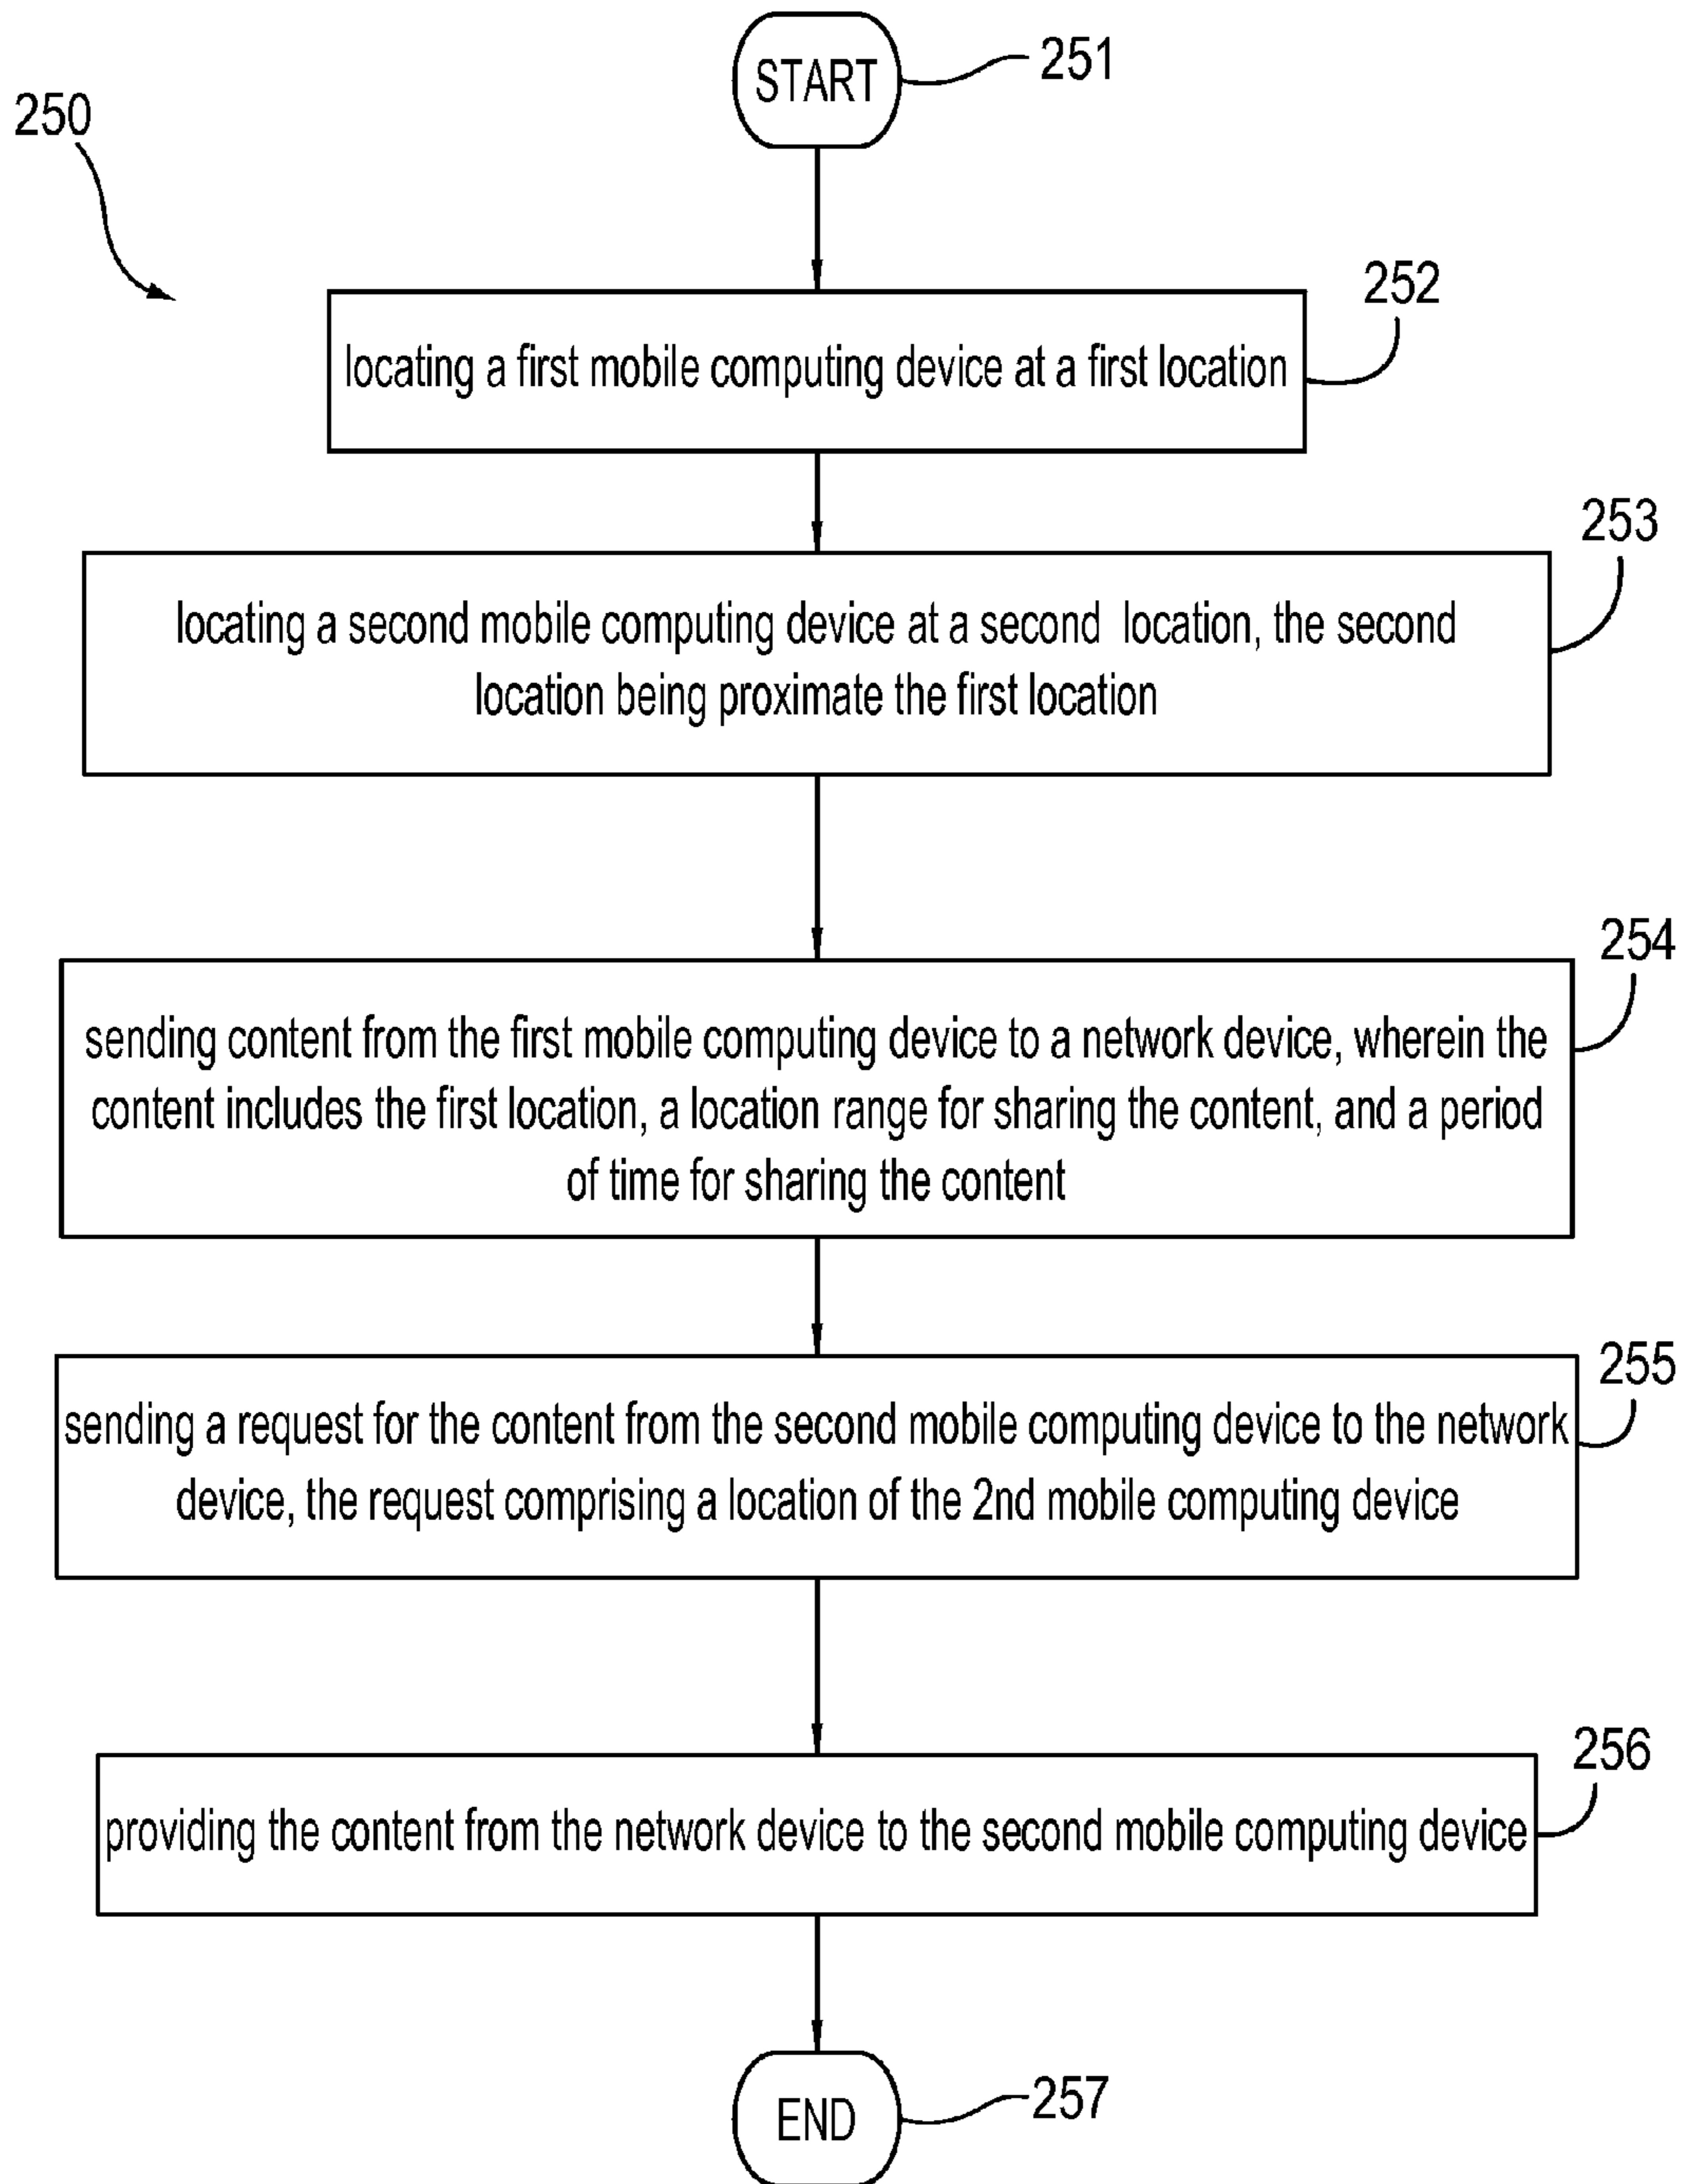 START
251
250
252
locating a first mobile computing device at a first location
253
locating a second mobile computing device at a second location, the second
location being proximate the first location
254
sending content from the first mobile computing device to a network device, wherein the
content includes the first location, a location range for sharing the content, and a period
of time for sharing the content
255
sending a request for the content from the second mobile computing device to the network
device, the request comprising a location of the 2nd mobile computing device
256
providing the content from the network device to the second mobile computing device
END
257